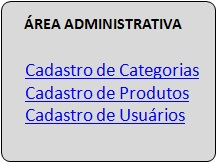 ÁREA ADMINISTRATIVA
Cadastro de Categorias
Cadastro de Produtos
Cadastro de Usuários